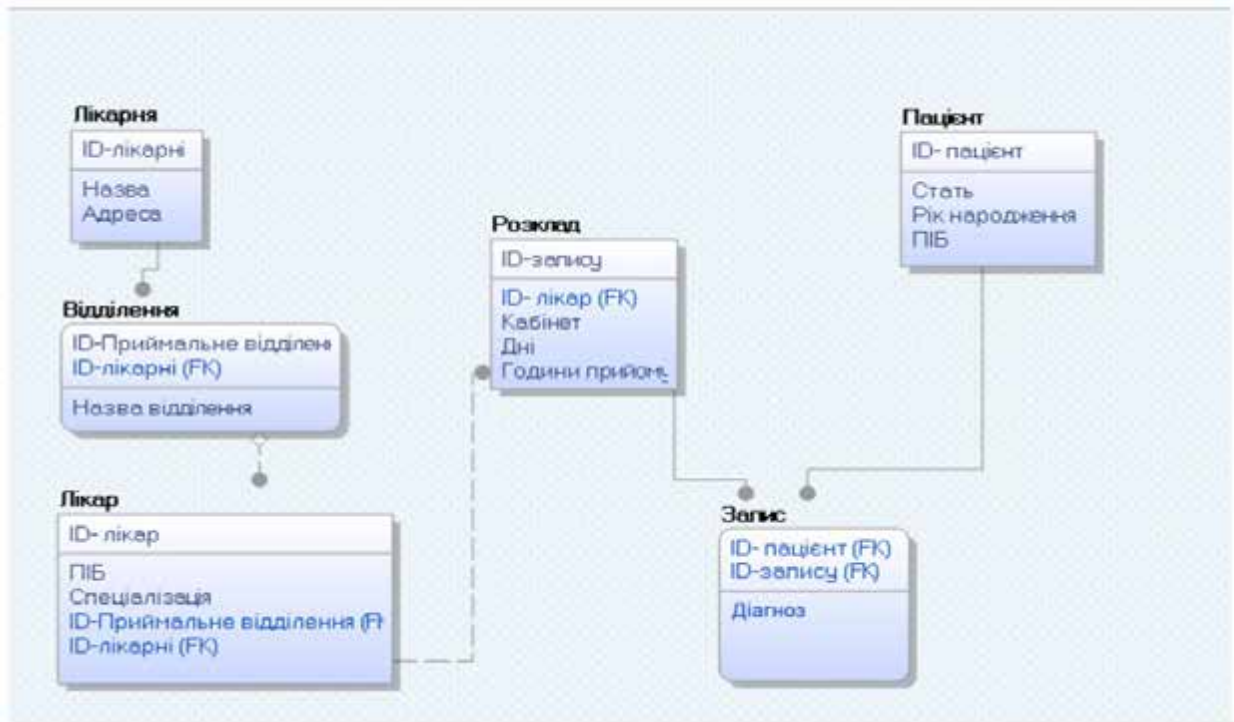 Лікарня
ID-лікарні
Назва
Адреса
Відділення
ID-Приймальне відділен
ID-лікарні (FK)
Назва відділення
Лікар
ID- лікар
ПІБ
Спеціалізація
ID-Приймальне відділення (F
ID-лікарні (FK)
Розклад
ID-запису
ID- лікар (FK)
Кабінет
Дні
Години прийому
Пацієнт
ID- пацієнт
Стать
Рік народження
ПІБ
Запис
ID- пацієнт (FK)
ID-запису (FK)
Діагноз